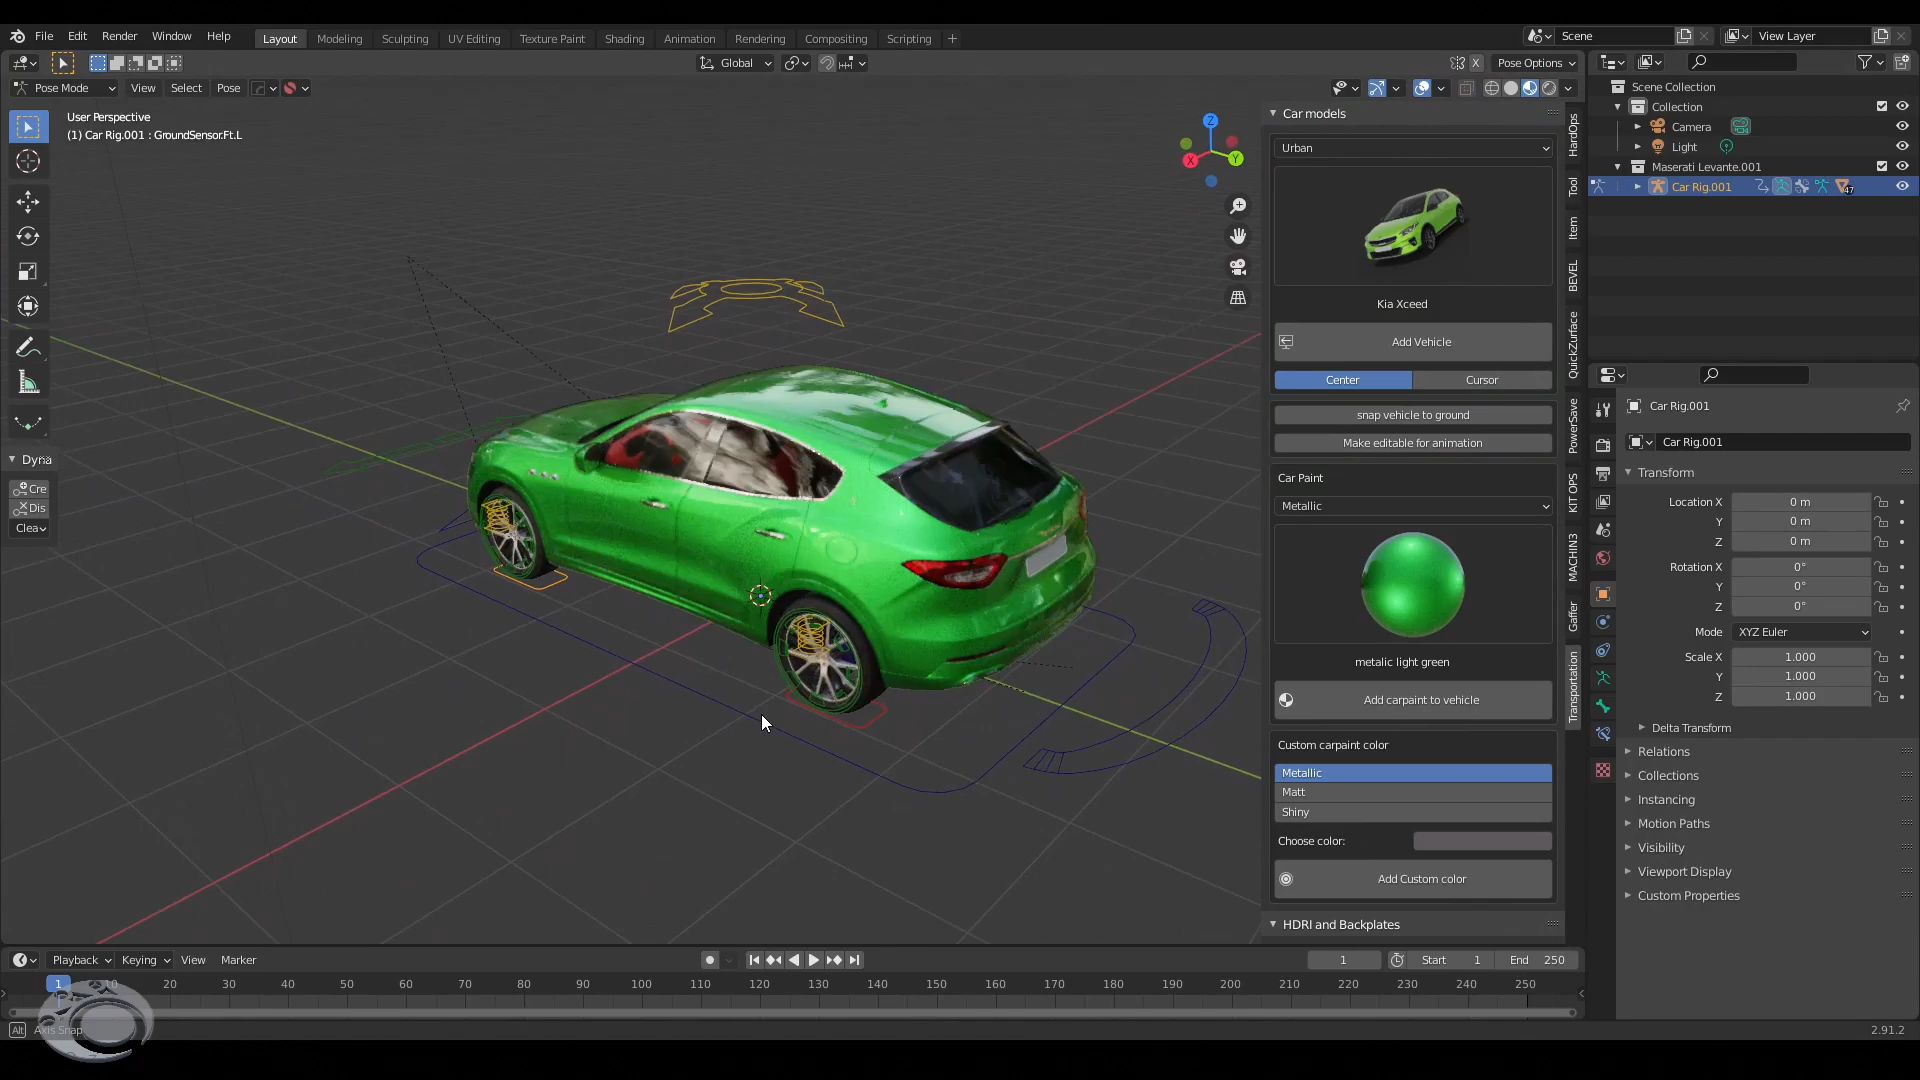 File Edit Render Window Help
Layout Modeling Sculpting UV Editing Texture Paint Shading Animation Rendering Compositing Scripting +
Scene
View Layer
Global
X
Pose Options
Pose Mode View Select Pose
User Perspective
(1) Car Rig.001 : GroundSensor.Ft.L
Z
X
Y
Dyna
Cre
Dis
Clea
Car models
Urban
Kia Xceed
Add Vehicle
Center Cursor
snap vehicle to ground
Make editable for animation
Car Paint
Metallic
metalic light green
Add carpaint to vehicle
Custom carpaint color
Metallic
Matt
Shiny
Choose color:
Add Custom color
HDRI and Backplates
HardOps
Tool
Item
BEVEL
QuickZurface
PowerSave
KIT OPS
MACHIN3
Gaffer
Transportation
Scene Collection
Collection
Camera
Light
Maserati Levante.001
Car Rig.001
47
Car Rig.001
Car Rig.001
Transform
Location X 0 m
Y 0 m
Z 0 m
Rotation X 0°
Y 0°
Z 0°
Mode XYZ Euler
Scale X 1.000
Y 1.000
Z 1.000
Delta Transform
Relations
Collections
Instancing
Motion Paths
Visibility
Viewport Display
Custom Properties
Playback Keying View Marker
1
Start 1
End 250
1 10 20 30 40 50 60 70 80 90 100 110 120 130 140 150 160 170 180 190 200 210 220 230 240 250
Alt Axis Snap
2.91.2